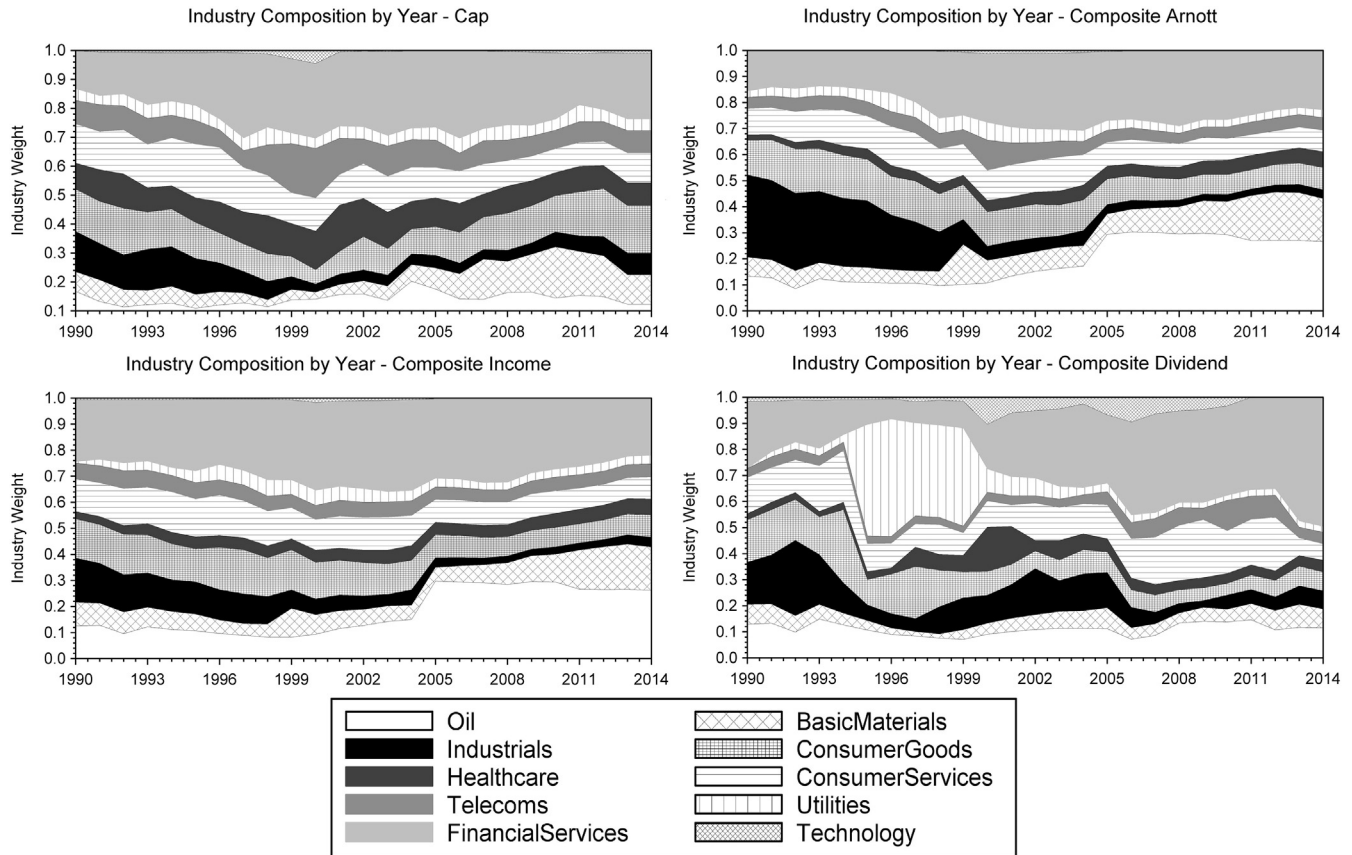 Industry Composition by Year - Cap
Industry Weight
1.0
0.9
0.8
0.7
0.6
0.5
0.4
0.3
0.2
0.1
1990 1993 1996 1999 2002 2005 2008 2011 2014
Industry Composition by Year - Composite Arnott
Industry Weight
1.0
0.9
0.8
0.7
0.6
0.5
0.4
0.3
0.2
0.1
0.0
1990 1993 1996 1999 2002 2005 2008 2011 2014
Industry Composition by Year - Composite Income
Industry Weight
1.0
0.9
0.8
0.7
0.6
0.5
0.4
0.3
0.2
0.1
0.0
1990 1993 1996 1999 2002 2005 2008 2011 2014
Industry Composition by Year - Composite Dividend
Industry Weight
1.0
0.9
0.8
0.7
0.6
0.5
0.4
0.3
0.2
0.1
0.0
1990 1993 1996 1999 2002 2005 2008 2011 2014
Oil
Industrials
Healthcare
Telecoms
FinancialServices
BasicMaterials
ConsumerGoods
ConsumerServices
Utilities
Technology